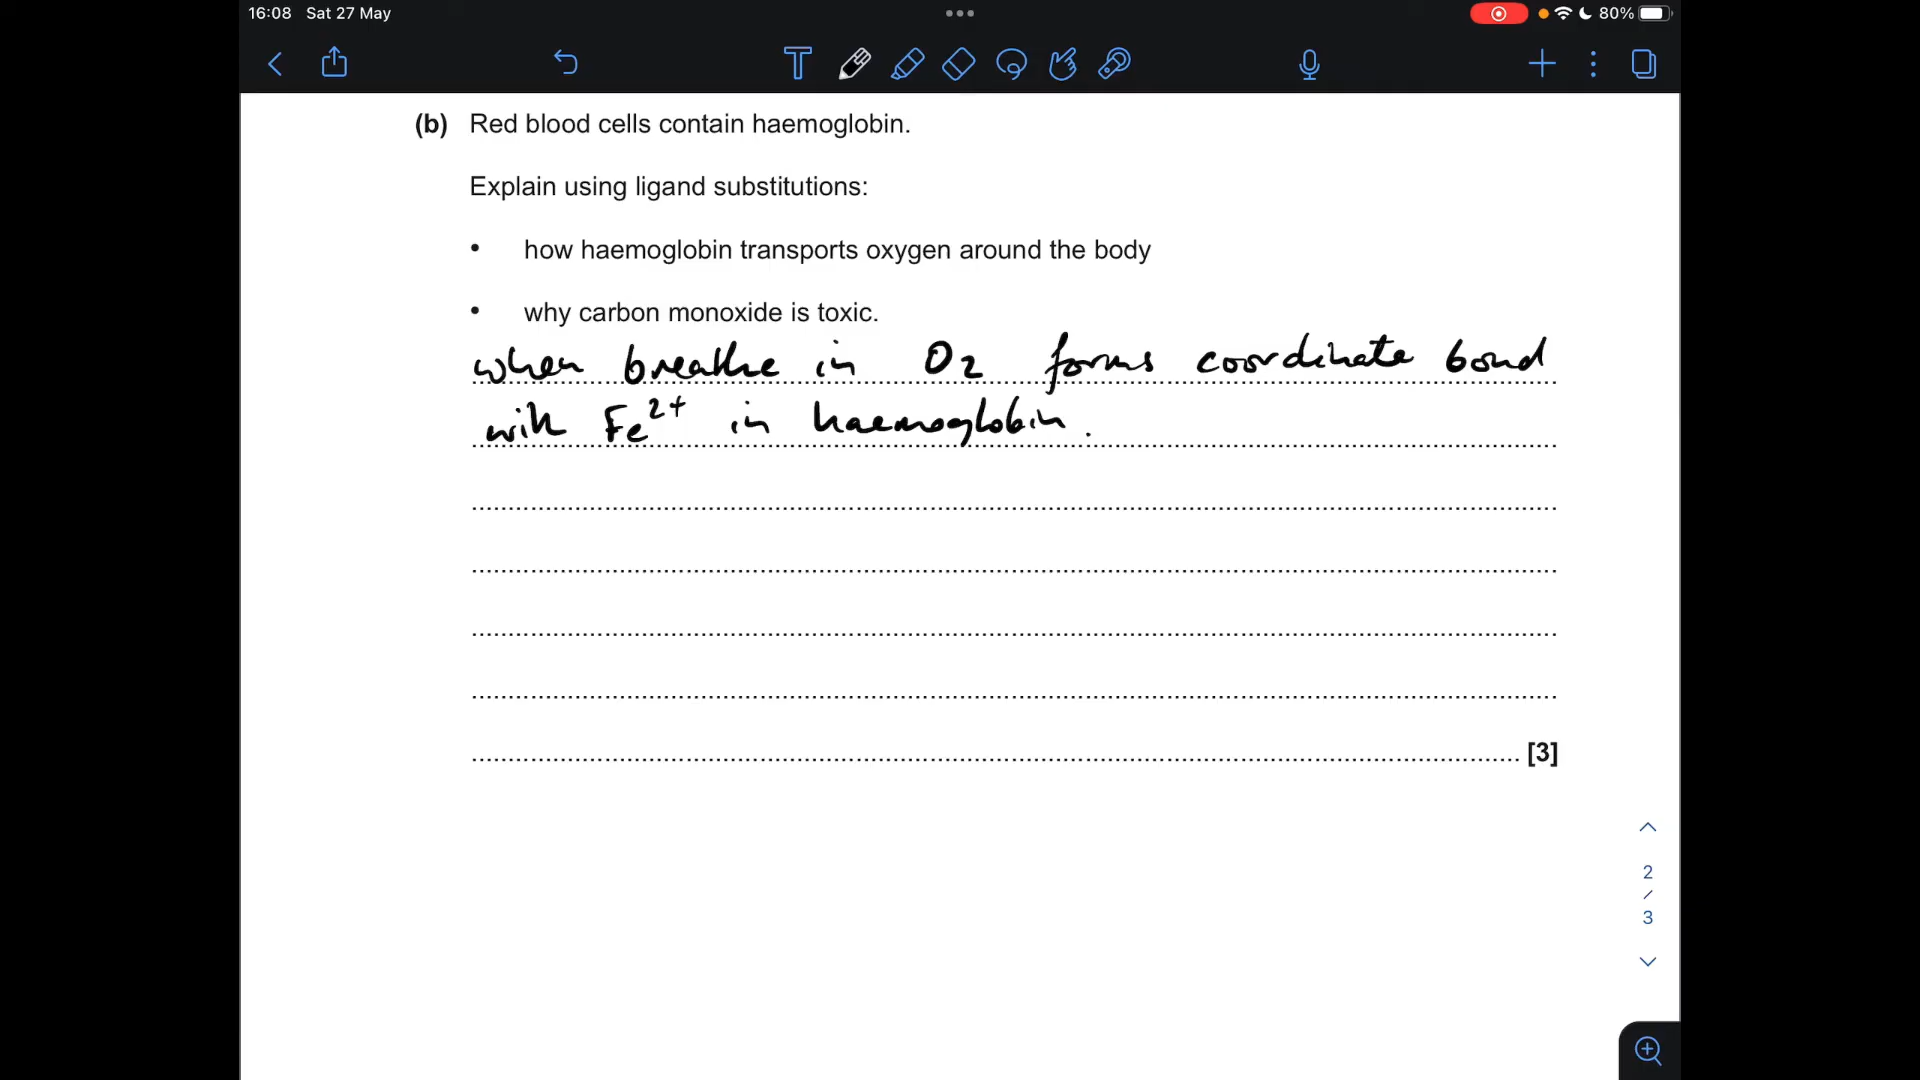 16:08 Sat 27 May
80%
(b) Red blood cells contain haemoglobin.
Explain using ligand substitutions:
• how haemoglobin transports oxygen around the body
• why carbon monoxide is toxic.
when breathe in O2 forms coordinate bond
with Fe2+ in haemoglobin.
[3]
2
/
3